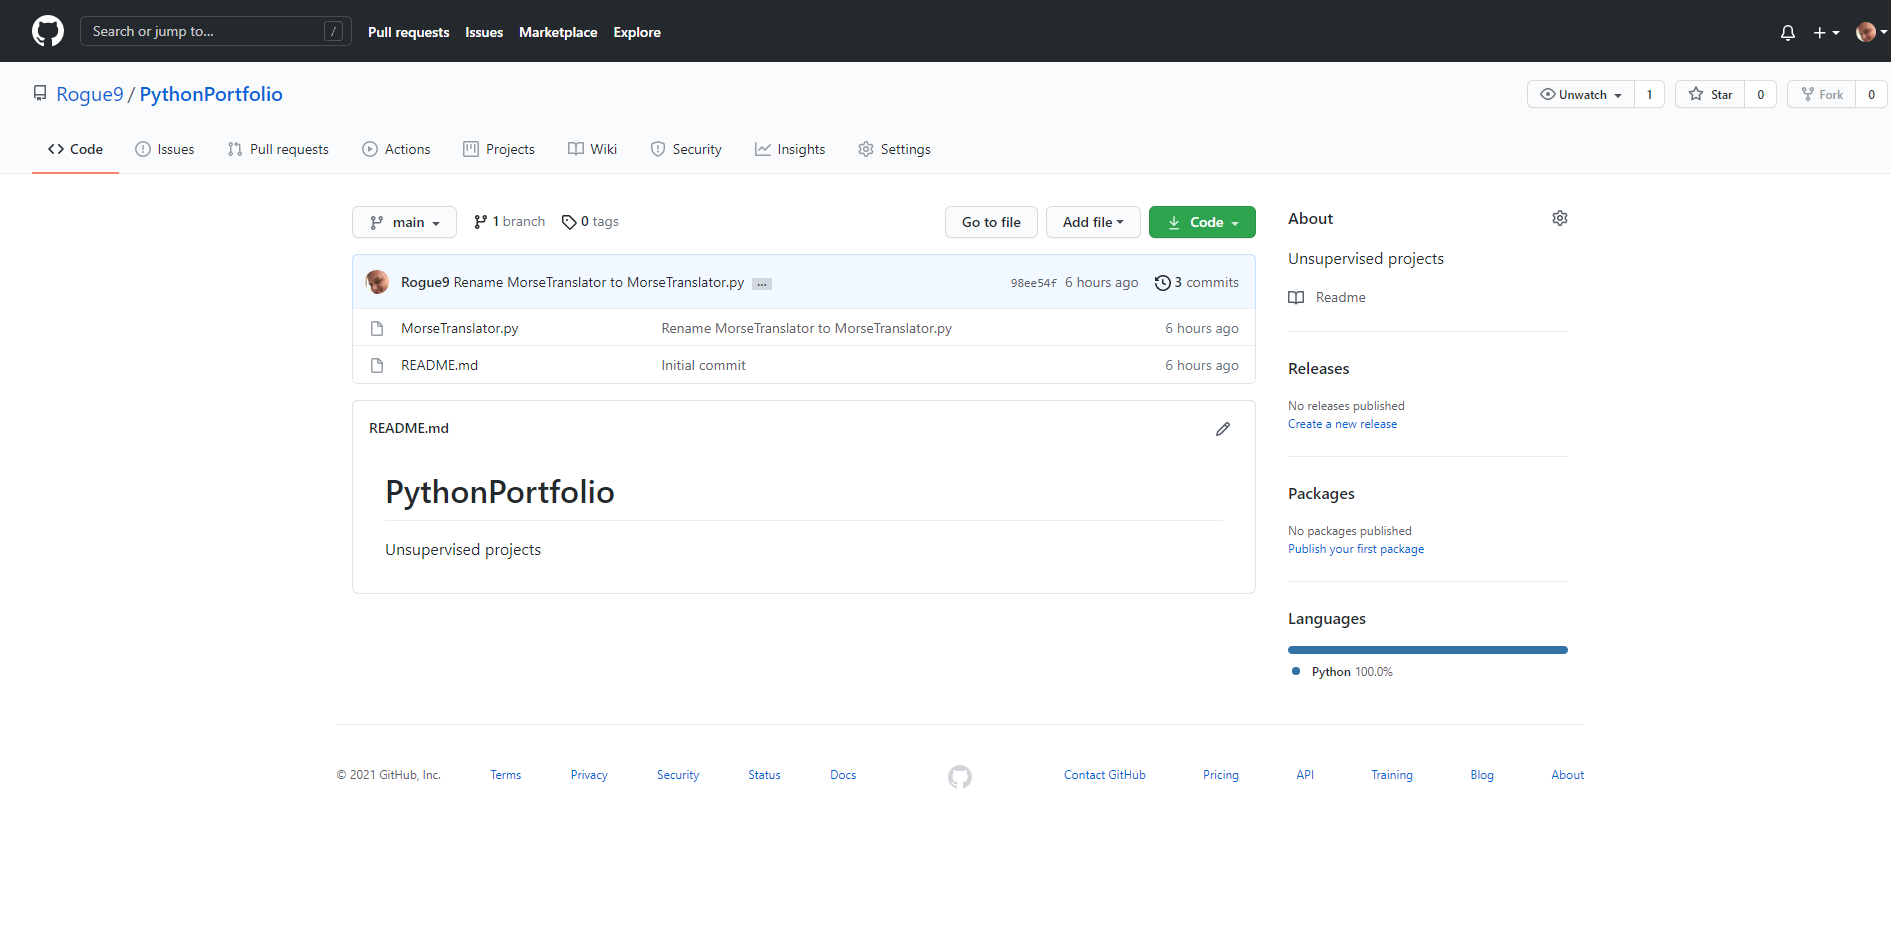 Search or jump to... / Pull requests Issues Marketplace Explore
Rogue9 / PythonPortfolio Unwatch 1 Star 0 Fork 0
Code Issues Pull requests Actions Projects Wiki Security Insights Settings
main 1 branch 0 tags Go to file Add file Code
Rogue9 Rename MorseTranslator to MorseTranslator.py ... 98ee54f 6 hours ago 3 commits
MorseTranslator.py Rename MorseTranslator to MorseTranslator.py 6 hours ago
README.md Initial commit 6 hours ago
README.md
PythonPortfolio
Unsupervised projects
About
Unsupervised projects
Readme
Releases
No releases published
Create a new release
Packages
No packages published
Publish your first package
Languages
Python 100.0%
© 2021 GitHub, Inc. Terms Privacy Security Status Docs Contact GitHub Pricing API Training Blog About